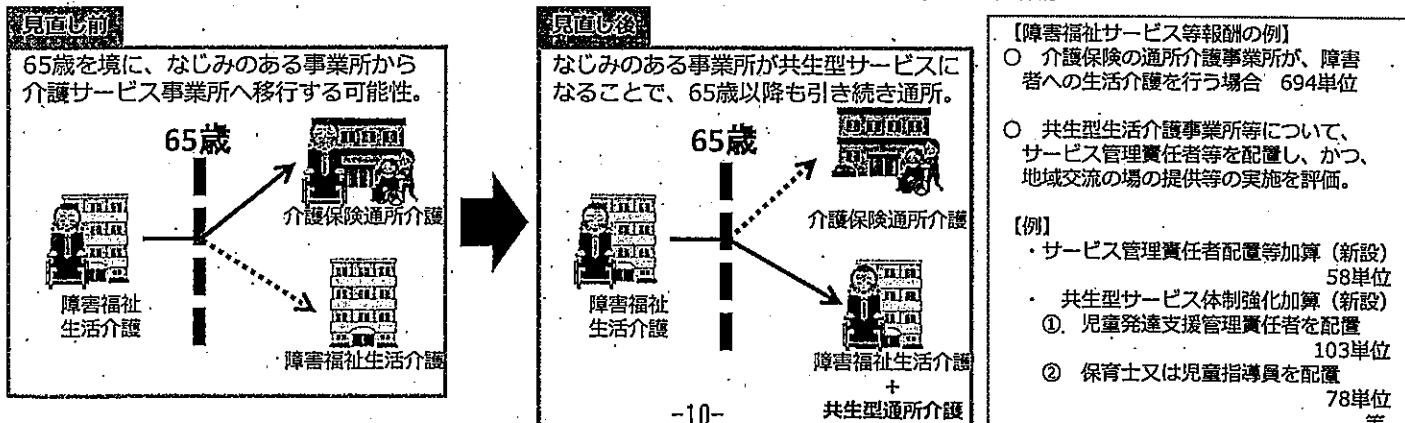 見直し前
65歳を境に、なじみのある事業所から
介護サービス事業所へ移行する可能性。
65歳
介護保険通所介護
障害福祉
生活介護
障害福祉生活介護
見直し後
なじみのある事業所が共生型サービスに
なることで、65歳以降も引き続き通所。
65歳
介護保険通所介護
障害福祉
生活介護
障害福祉生活介護
+
共生型通所介護
【障害福祉サービス等報酬の例】
○ 介護保険の通所介護事業所が、障害
者への生活介護を行う場合 694単位
○ 共生型生活介護事業所等について、
サービス管理責任者等を配置し、かつ、
地域交流の場の提供等の実施を評価。
【例】
・サービス管理責任者配置等加算（新設）
58単位
・ 共生型サービス体制強化加算（新設）
①. 児童発達支援管理責任者を配置
103単位
② 保育士又は児童指導員を配置
78単位
等
-10-